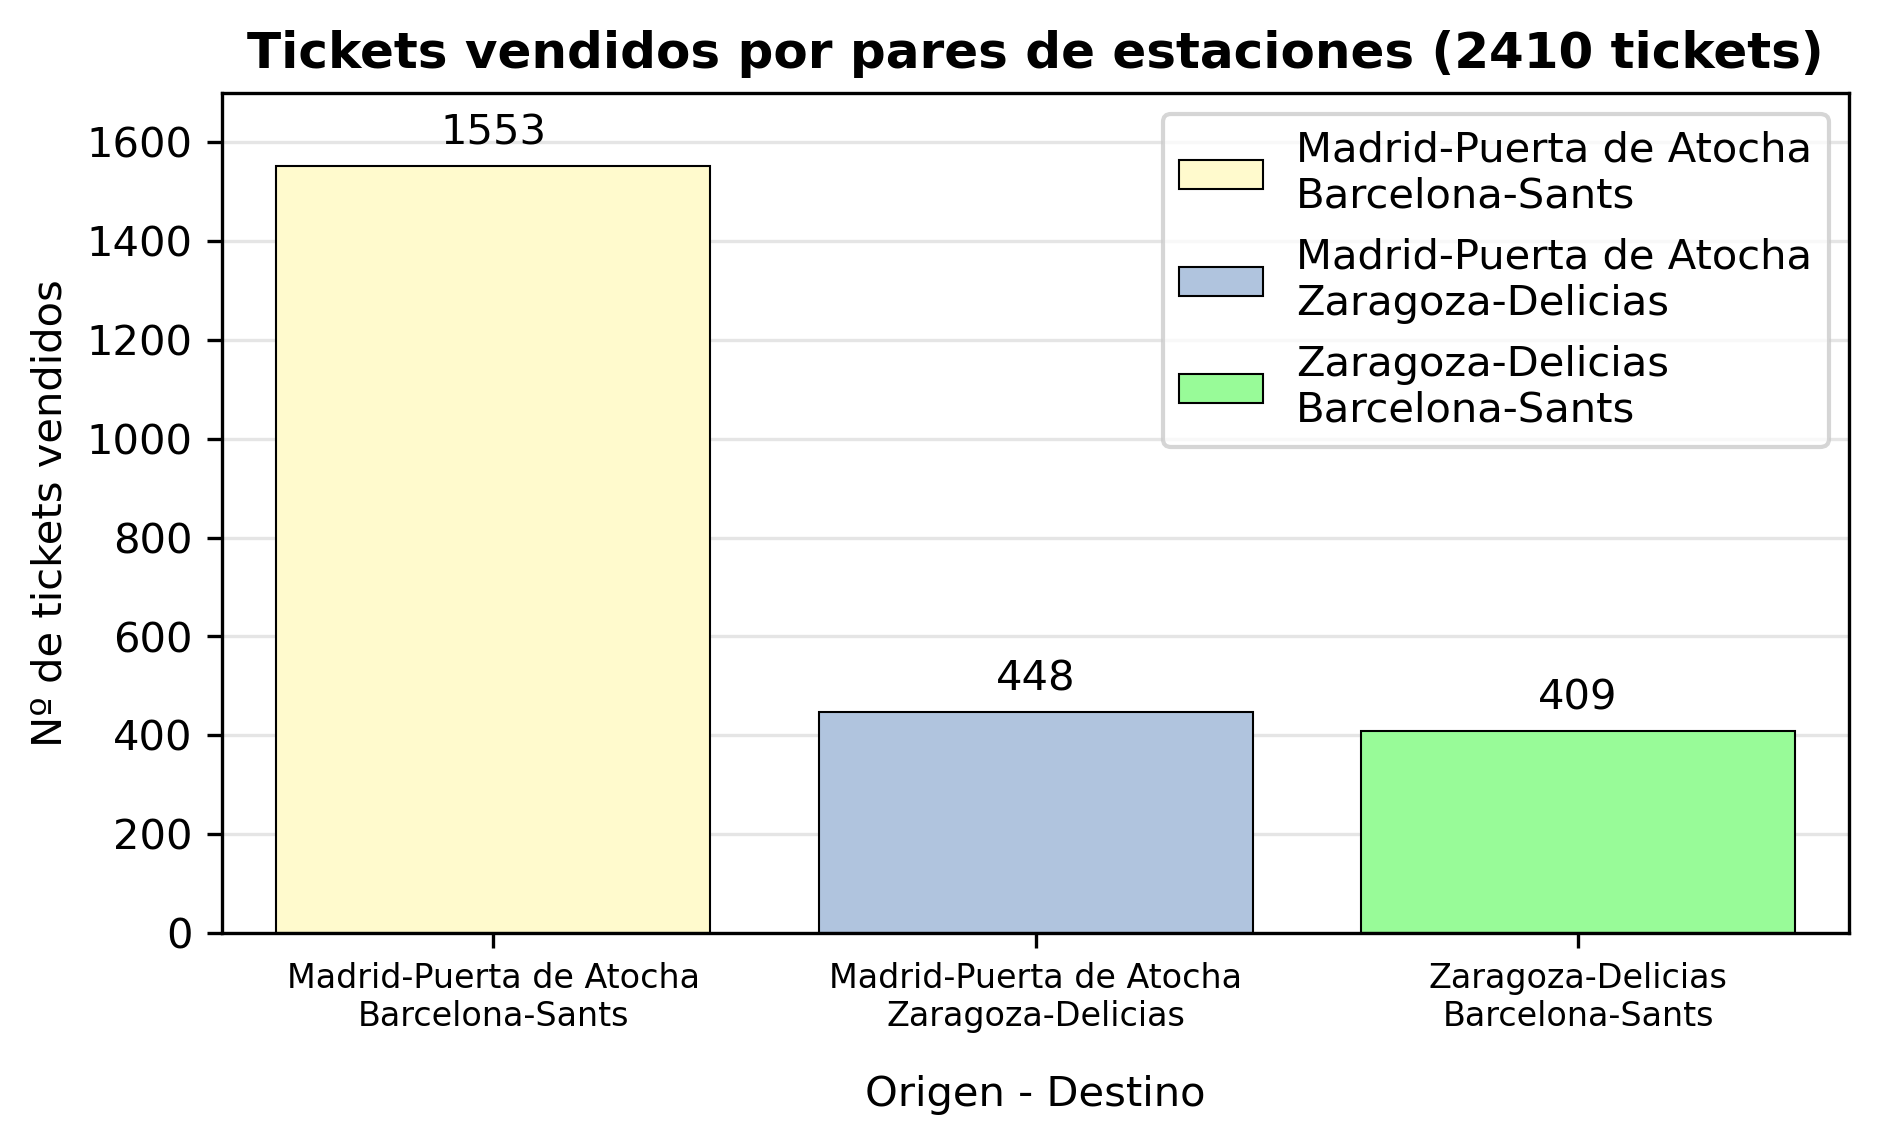 Tickets vendidos por pares de estaciones (2410 tickets)
Nº de tickets vendidos
1600
1400
1200
1000
800
600
400
200
0
1553
448
409
Madrid-Puerta de Atocha
Barcelona-Sants
Madrid-Puerta de Atocha
Zaragoza-Delicias
Zaragoza-Delicias
Barcelona-Sants
Madrid-Puerta de Atocha
Barcelona-Sants
Madrid-Puerta de Atocha
Zaragoza-Delicias
Zaragoza-Delicias
Barcelona-Sants
Origen - Destino